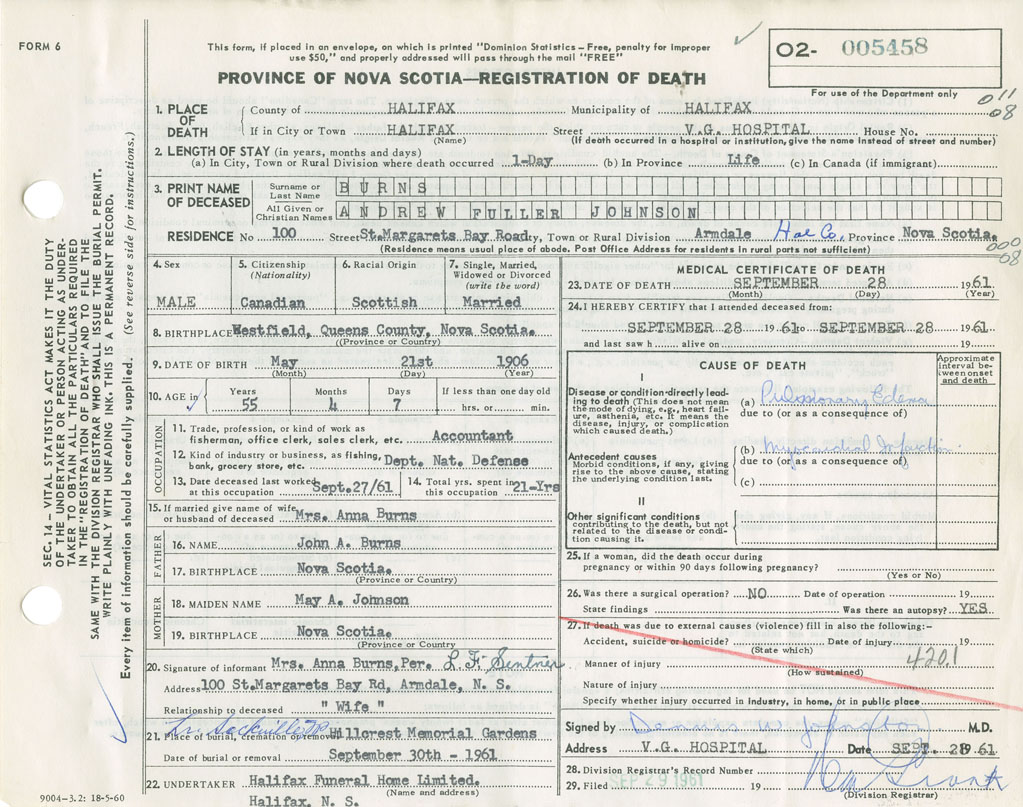 FORM 6
This form, if placed in an envelope, on which is printed "Dominion Statistics – Free, penalty for improper
use $50," and properly addressed will pass through the mail "FREE"
PROVINCE OF NOVA SCOTIA—REGISTRATION OF DEATH
O2- 005458
For use of the Department only
011
08
1. PLACE OF DEATH
County of HALIFAX Municipality of HALIFAX
If in City or Town HALIFAX Street V.G. HOSPITAL House No.
(Name) (If death occurred in a hospital or institution, give the name instead of street and number)
2. LENGTH OF STAY (in years, months and days)
(a) In City, Town or Rural Division where death occurred 1-Day (b) In Province Life (c) In Canada (if immigrant)
3. PRINT NAME OF DECEASED
Surname or Last Name BURNS
All Given or Christian Names ANDREW FULLER JOHNSON
RESIDENCE No 100 Street St.Margarets Bay Road ty, Town or Rural Division Armdale Hal Co. Province Nova Scotia.
(Residence means usual place of abode. Post Office Address for residents in rural parts not sufficient)
000
08
4. Sex MALE
5. Citizenship (Nationality) Canadian
6. Racial Origin Scottish
7. Single, Married, Widowed or Divorced (write the word) Married
8. BIRTHPLACE Westfield, Queens County, Nova Scotia.
(Province or Country)
9. DATE OF BIRTH May 21st 1906
(Month) (Day) (Year)
10. AGE in Years 55 Months 4 Days 7 If less than one day old hrs. or min.
OCCUPATION
11. Trade, profession, or kind of work as fisherman, office clerk, sales clerk, etc. Accountant
12. Kind of industry or business, as fishing, bank, grocery store, etc. Dept. Nat. Defense
13. Date deceased last worked at this occupation Sept.27/61 14. Total yrs. spent in this occupation 21-Yrs
15. If married give name of wife or husband of deceased Mrs. Anna Burns
FATHER
16. NAME John A. Burns
17. BIRTHPLACE Nova Scotia.
(Province or Country)
MOTHER
18. MAIDEN NAME May A. Johnson
19. BIRTHPLACE Nova Scotia.
(Province or Country)
20. Signature of informant Mrs. Anna Burns,Per. L. F. Sentner
Address 100 St.Margarets Bay Rd, Armdale, N. S.
Relationship to deceased " Wife "
Lr. Sackville
21. Place of burial, cremation or removal Hillcrest Memorial Gardens
Date of burial or removal September 30th - 1961
22. UNDERTAKER Halifax Funeral Home Limited.
(Name and address)
Halifax, N. S.
MEDICAL CERTIFICATE OF DEATH
23. DATE OF DEATH SEPTEMBER 28 1961
(Month) (Day) (Year)
24. I HEREBY CERTIFY that I attended deceased from:
SEPTEMBER 28 1961 to SEPTEMBER 28 1961
and last saw h alive on 19
CAUSE OF DEATH
Approximate interval between onset and death
I
Disease or condition directly leading to death (This does not mean the mode of dying, e.g., heart failure, asthenia, etc. It means the disease, injury, or complication which caused death.)
(a) Pulmonary Edema
due to (or as a consequence of)
Antecedent causes
Morbid conditions, if any, giving rise to the above cause, stating the underlying condition last.
(b) Myocardial Infarction
due to (or as a consequence of)
(c)
II
Other significant conditions
contributing to the death, but not related to the disease or condition causing it.
25. If a woman, did the death occur during
pregnancy or within 90 days following pregnancy?
(Yes or No)
26. Was there a surgical operation? NO Date of operation 19
State findings Was there an autopsy? YES
27. If death was due to external causes (violence) fill in also the following:-
Accident, suicide or homicide? Date of injury 19
(State which)
420.1
Manner of injury
(How sustained)
Nature of injury
Specify whether injury occurred in Industry, in home, or in public place
Signed by Dennis W. Johnston M.D.
Address V.G. HOSPITAL Date SEPT. 28 1961
28. Division Registrar's Record Number
29. Filed SEP 29 1961 19
(Division Registrar)
SEC. 14 – VITAL STATISTICS ACT MAKES IT THE DUTY
OF THE UNDERTAKER OR PERSON ACTING AS UNDER-
TAKER TO OBTAIN ALL THE PARTICULARS REQUIRED
IN THE "REGISTRATION OF DEATH" AND TO FILE THE
SAME WITH THE DIVISION REGISTRAR WHO SHALL ISSUE THE BURIAL PERMIT.
WRITE PLAINLY WITH UNFADING INK. THIS IS A PERMANENT RECORD.
Every item of information should be carefully supplied. (See reverse side for instructions.)
9004–3.2: 18-5-60